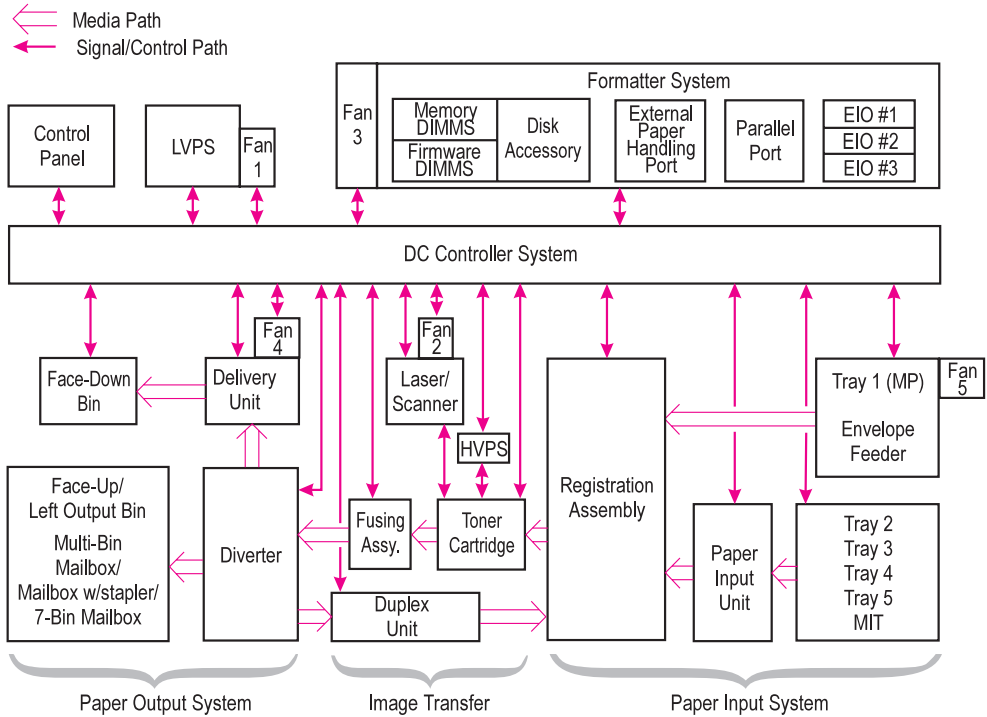 Media Path
Signal/Control Path
Formatter System
Fan
3
Memory
DIMMS
Firmware
DIMMS
Disk
Accessory
External
Paper
Handling
Port
Parallel
Port
EIO #1
EIO #2
EIO #3
Control
Panel
LVPS
Fan
1
DC Controller System
Face-Down
Bin
Delivery
Unit
Fan
4
Laser/
Scanner
Fan
2
HVPS
Registration
Assembly
Tray 1 (MP)
Envelope
Feeder
Fan
5
Face-Up/
Left Output Bin
Multi-Bin
Mailbox/
Mailbox w/stapler/
7-Bin Mailbox
Diverter
Fusing
Assy.
Toner
Cartridge
Duplex
Unit
Paper
Input
Unit
Tray 2
Tray 3
Tray 4
Tray 5
MIT
Paper Output System
Image Transfer
Paper Input System